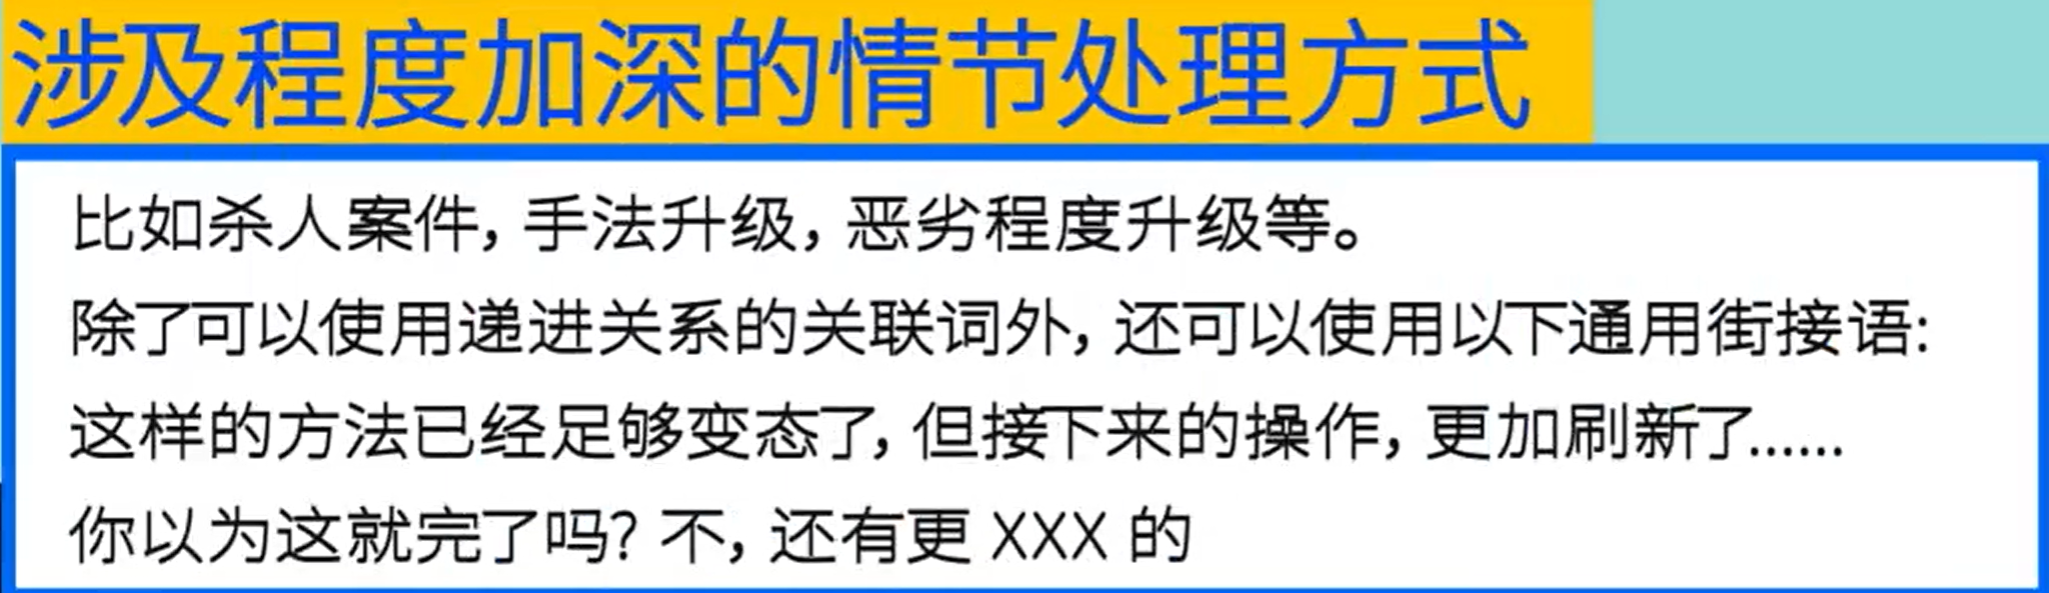 涉及程度加深的情节处理方式
比如杀人案件, 手法升级, 恶劣程度升级等。
除了可以使用递进关系的关联词外, 还可以使用以下通用街接语:
这样的方法已经足够变态了, 但接下来的操作, 更加刷新了......
你以为这就完了吗? 不, 还有更 XXX 的